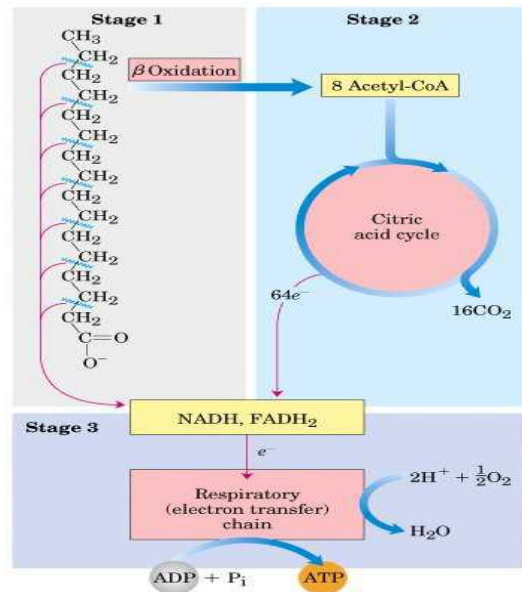 Stage 1
CH₃
CH₂
CH₂
CH₂
CH₂
CH₂
CH₂
CH₂
CH₂
CH₂
CH₂
CH₂
CH₂
CH₂
CH₂
C=O
O⁻
β Oxidation
Stage 2
8 Acetyl-CoA
Citric
acid cycle
64e⁻
16CO₂
Stage 3
NADH, FADH₂
e⁻
Respiratory
(electron transfer)
chain
2H⁺ + ½O₂
H₂O
ADP + Pᵢ
ATP